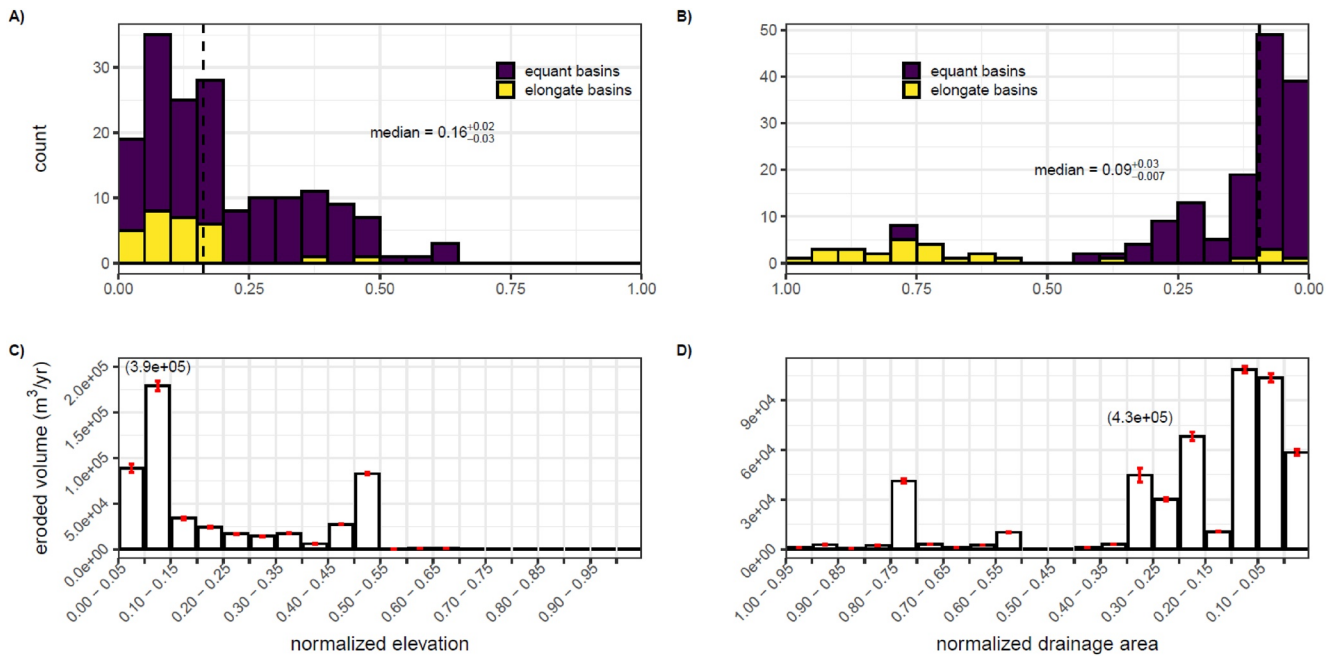 A)
30
20
10
0
count
equant basins
elongate basins
median = 0.16 +0.02 −0.03
0.00 0.25 0.50 0.75 1.00
B)
50
40
30
20
10
0
equant basins
elongate basins
median = 0.09 +0.03 −0.007
1.00 0.75 0.50 0.25 0.00
C)
(3.9e+05)
2.0e+05
1.5e+05
1.0e+05
5.0e+04
0.0e+00
eroded volume (m³/yr)
0.00 − 0.05
0.10 − 0.15
0.20 − 0.25
0.30 − 0.35
0.40 − 0.45
0.50 − 0.55
0.60 − 0.65
0.70 − 0.75
0.80 − 0.85
0.90 − 0.95
normalized elevation
D)
(4.3e+05)
9e+04
6e+04
3e+04
0e+00
1.00 − 0.95
0.90 − 0.85
0.80 − 0.75
0.70 − 0.65
0.60 − 0.55
0.40 − 0.35
0.30 − 0.25
0.20 − 0.15
0.10 − 0.05
normalized drainage area